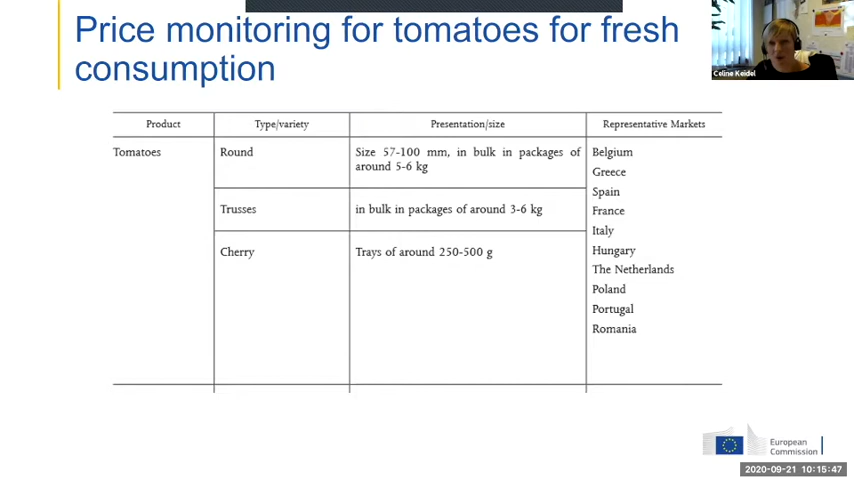 Price monitoring for tomatoes for fresh
consumption
Celine Keidel
Product Type/variety Presentation/size Representative Markets
Tomatoes Round Size 57-100 mm, in bulk in packages of
around 5-6 kg
Trusses in bulk in packages of around 3-6 kg
Cherry Trays of around 250-500 g
Belgium
Greece
Spain
France
Italy
Hungary
The Netherlands
Poland
Portugal
Romania
European
Commission
2020-09-21 10:15:47